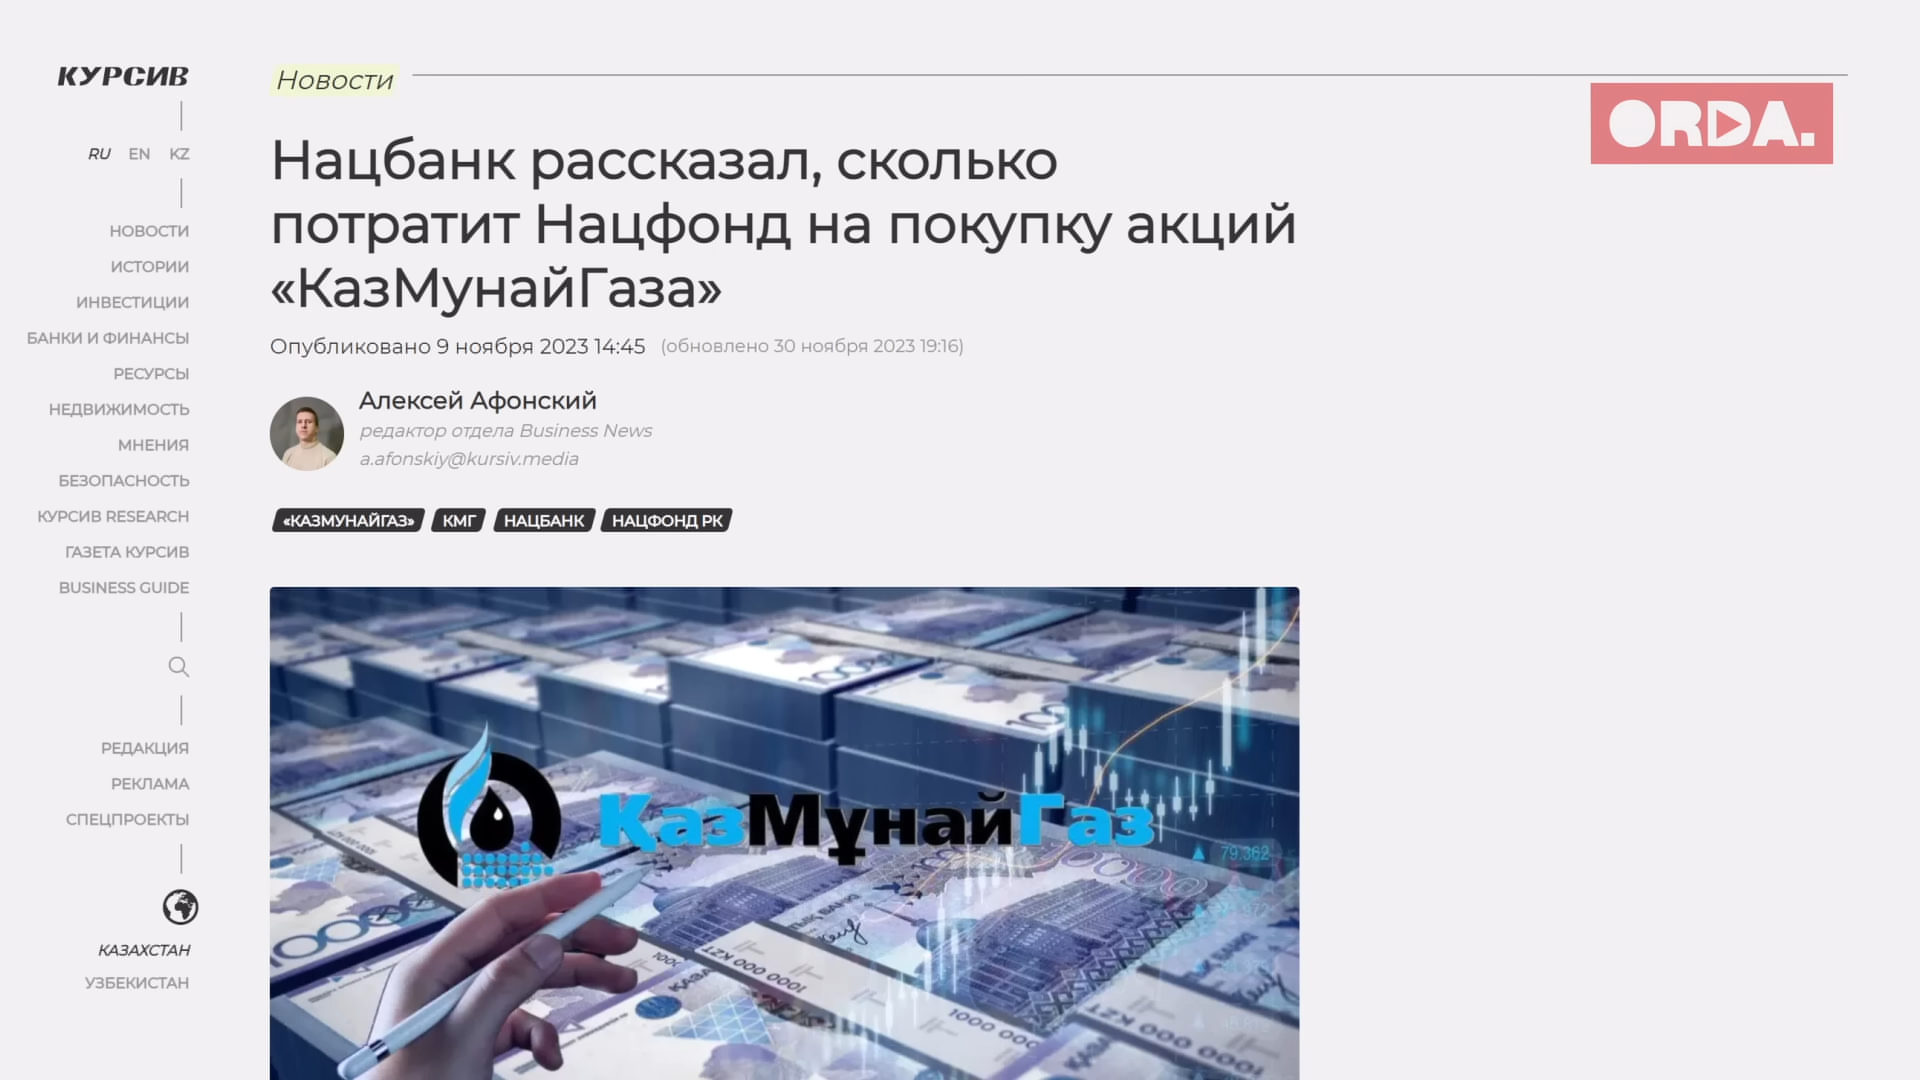 КУРСИВ
RU EN KZ
НОВОСТИ
ИСТОРИИ
ИНВЕСТИЦИИ
БАНКИ И ФИНАНСЫ
РЕСУРСЫ
НЕДВИЖИМОСТЬ
МНЕНИЯ
БЕЗОПАСНОСТЬ
КУРСИВ RESEARCH
ГАЗЕТА КУРСИВ
BUSINESS GUIDE
РЕДАКЦИЯ
РЕКЛАМА
СПЕЦПРОЕКТЫ
КАЗАХСТАН
УЗБЕКИСТАН
Новости
ORDA.
Нацбанк рассказал, сколько
потратит Нацфонд на покупку акций
«КазМунайГаза»
Опубликовано 9 ноября 2023 14:45 (обновлено 30 ноября 2023 19:16)
Алексей Афонский
редактор отдела Business News
a.afonskiy@kursiv.media
«КАЗМУНАЙГАЗ» КМГ НАЦБАНК НАЦФОНД РК
ҚазМұнайГаз
79.362